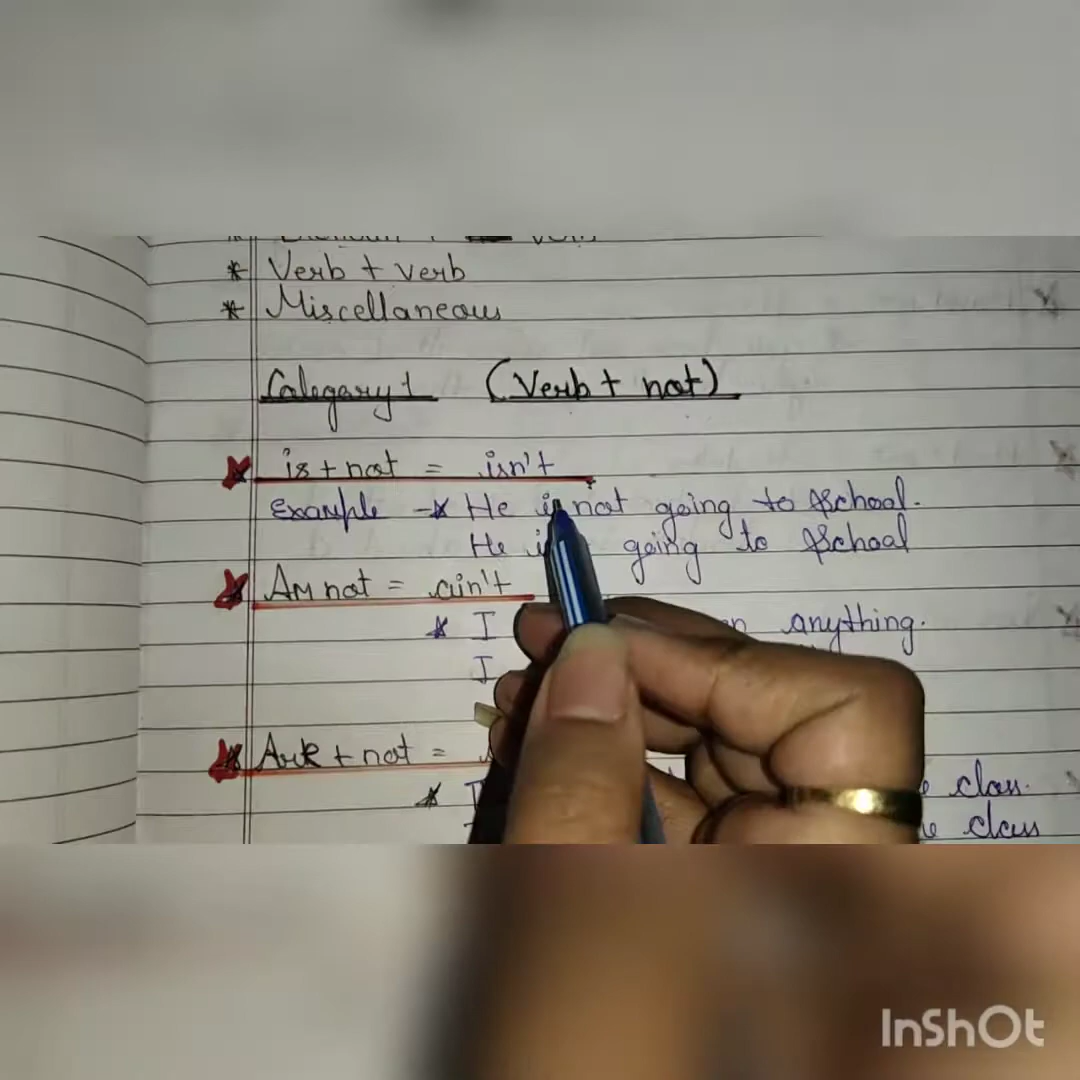 * Verb + verb
* Miscellaneous
Category 1 (Verb + not)
* is + not = isn't
Example -* He is not going to school.
He going to school
* Am not = ain't
* I anything.
I
* Are + not =
* class.
class
InShOt